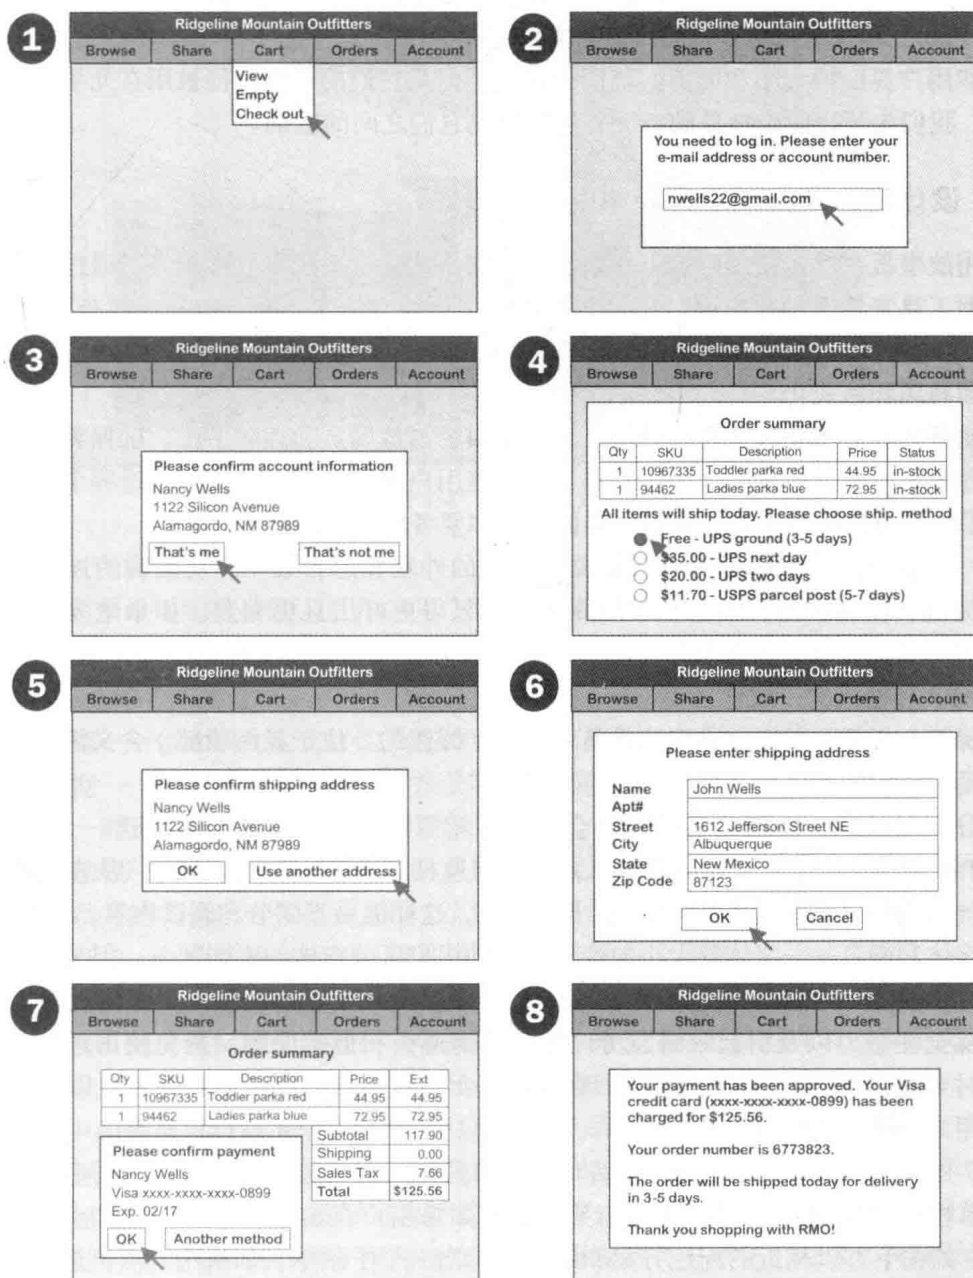 1
Ridgeline Mountain Outfitters
Browse Share Cart Orders Account
View
Empty
Check out
2
Ridgeline Mountain Outfitters
Browse Share Cart Orders Account
You need to log in. Please enter your
e-mail address or account number.
nwells22@gmail.com
3
Ridgeline Mountain Outfitters
Browse Share Cart Orders Account
Please confirm account information
Nancy Wells
1122 Silicon Avenue
Alamagordo, NM 87989
That's me That's not me
4
Ridgeline Mountain Outfitters
Browse Share Cart Orders Account
Order summary
Qty SKU Description Price Status
1 10967335 Toddler parka red 44.95 in-stock
1 94462 Ladies parka blue 72.95 in-stock
All items will ship today. Please choose ship. method
Free - UPS ground (3-5 days)
$35.00 - UPS next day
$20.00 - UPS two days
$11.70 - USPS parcel post (5-7 days)
5
Ridgeline Mountain Outfitters
Browse Share Cart Orders Account
Please confirm shipping address
Nancy Wells
1122 Silicon Avenue
Alamagordo, NM 87989
OK Use another address
6
Ridgeline Mountain Outfitters
Browse Share Cart Orders Account
Please enter shipping address
Name John Wells
Apt#
Street 1612 Jefferson Street NE
City Albuquerque
State New Mexico
Zip Code 87123
OK Cancel
7
Ridgeline Mountain Outfitters
Browse Share Cart Orders Account
Order summary
Qty SKU Description Price Ext
1 10967335 Toddler parka red 44.95 44.95
1 94462 Ladies parka blue 72.95 72.95
Subtotal 117.90
Shipping 0.00
Sales Tax 7.66
Total $125.56
Please confirm payment
Nancy Wells
Visa xxxx-xxxx-xxxx-0899
Exp. 02/17
OK Another method
8
Ridgeline Mountain Outfitters
Browse Share Cart Orders Account
Your payment has been approved. Your Visa
credit card (xxxx-xxxx-xxxx-0899) has been
charged for $125.56.
Your order number is 6773823.
The order will be shipped today for delivery
in 3-5 days.
Thank you shopping with RMO!